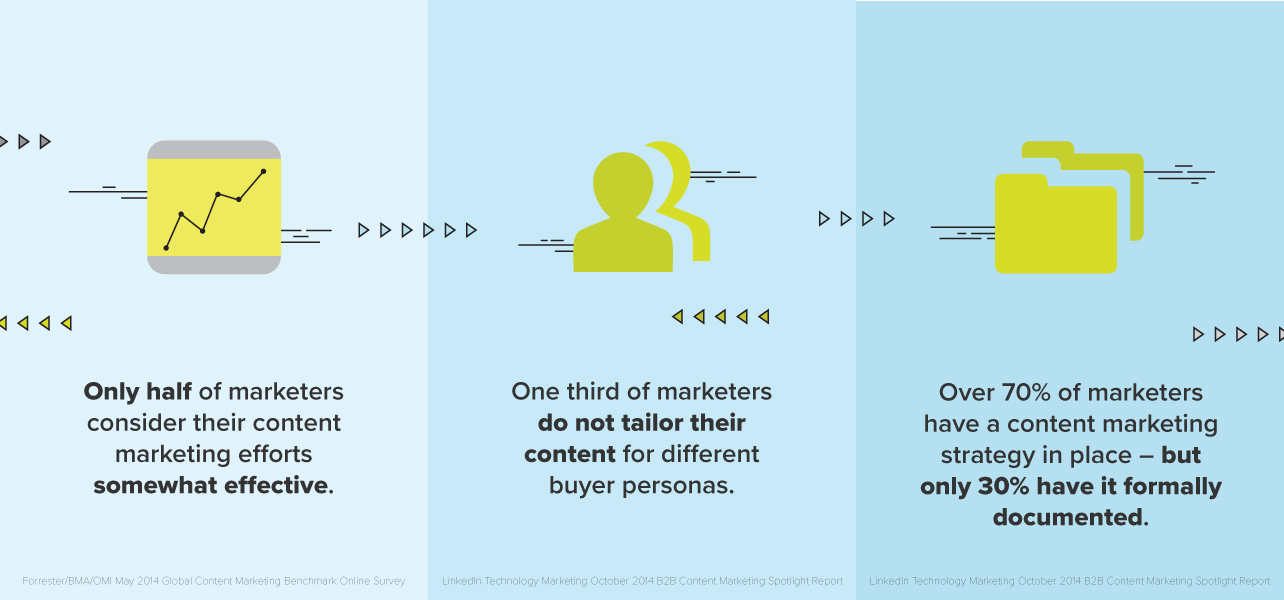 Only half of marketers
consider their content
marketing efforts
somewhat effective.
Forrester/BMA/OMI May 2014 Global Content Marketing Benchmark Online Survey
One third of marketers
do not tailor their
content for different
buyer personas.
LinkedIn Technology Marketing October 2014 B2B Content Marketing Spotlight Report
Over 70% of marketers
have a content marketing
strategy in place – but
only 30% have it formally
documented.
LinkedIn Technology Marketing October 2014 B2B Content Marketing Spotlight Report